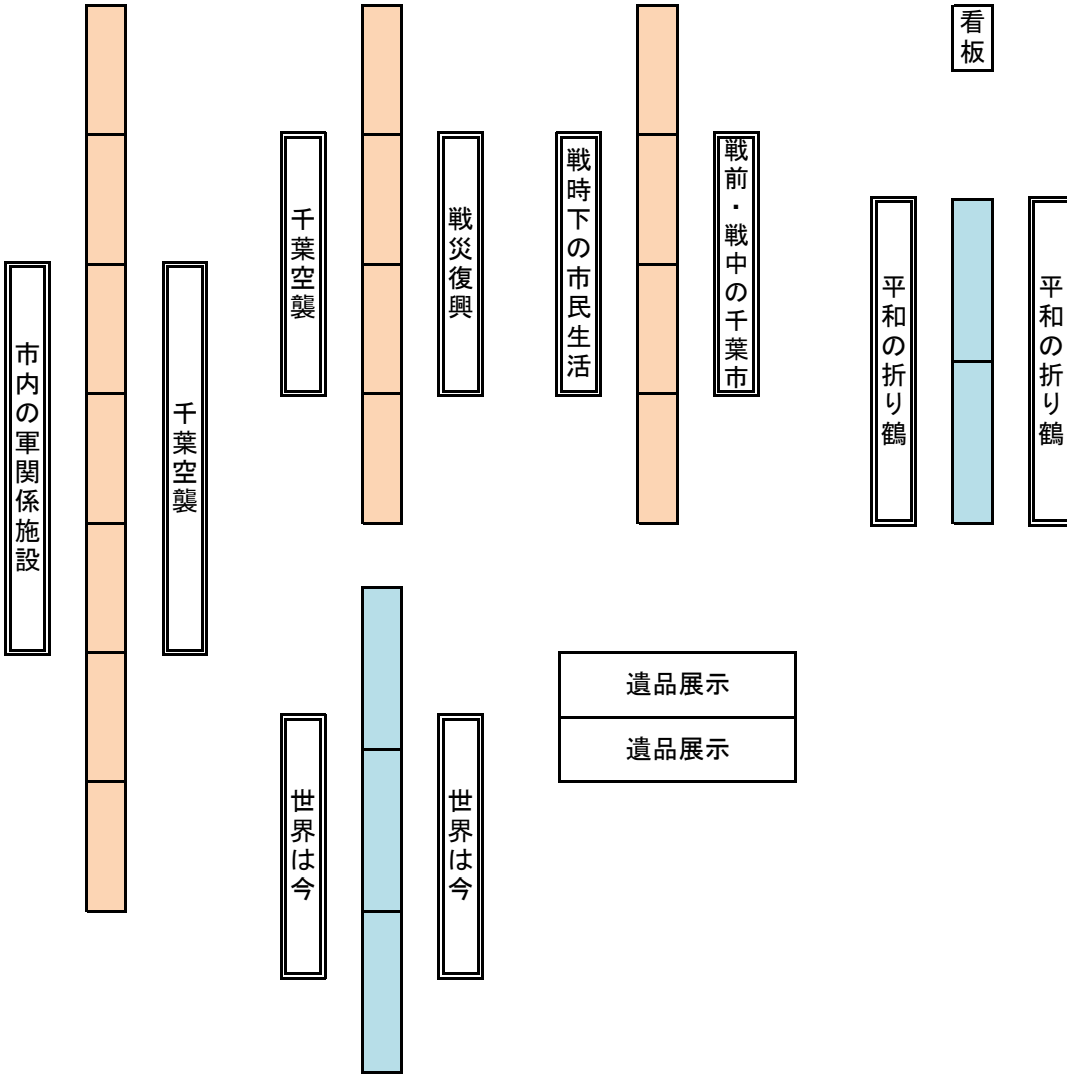 看板
戦前・戦中の千葉市
戦時下の市民生活
戦災復興
千葉空襲
平和の折り鶴
平和の折り鶴
千葉空襲
市内の軍関係施設
遺品展示
遺品展示
世界は今
世界は今